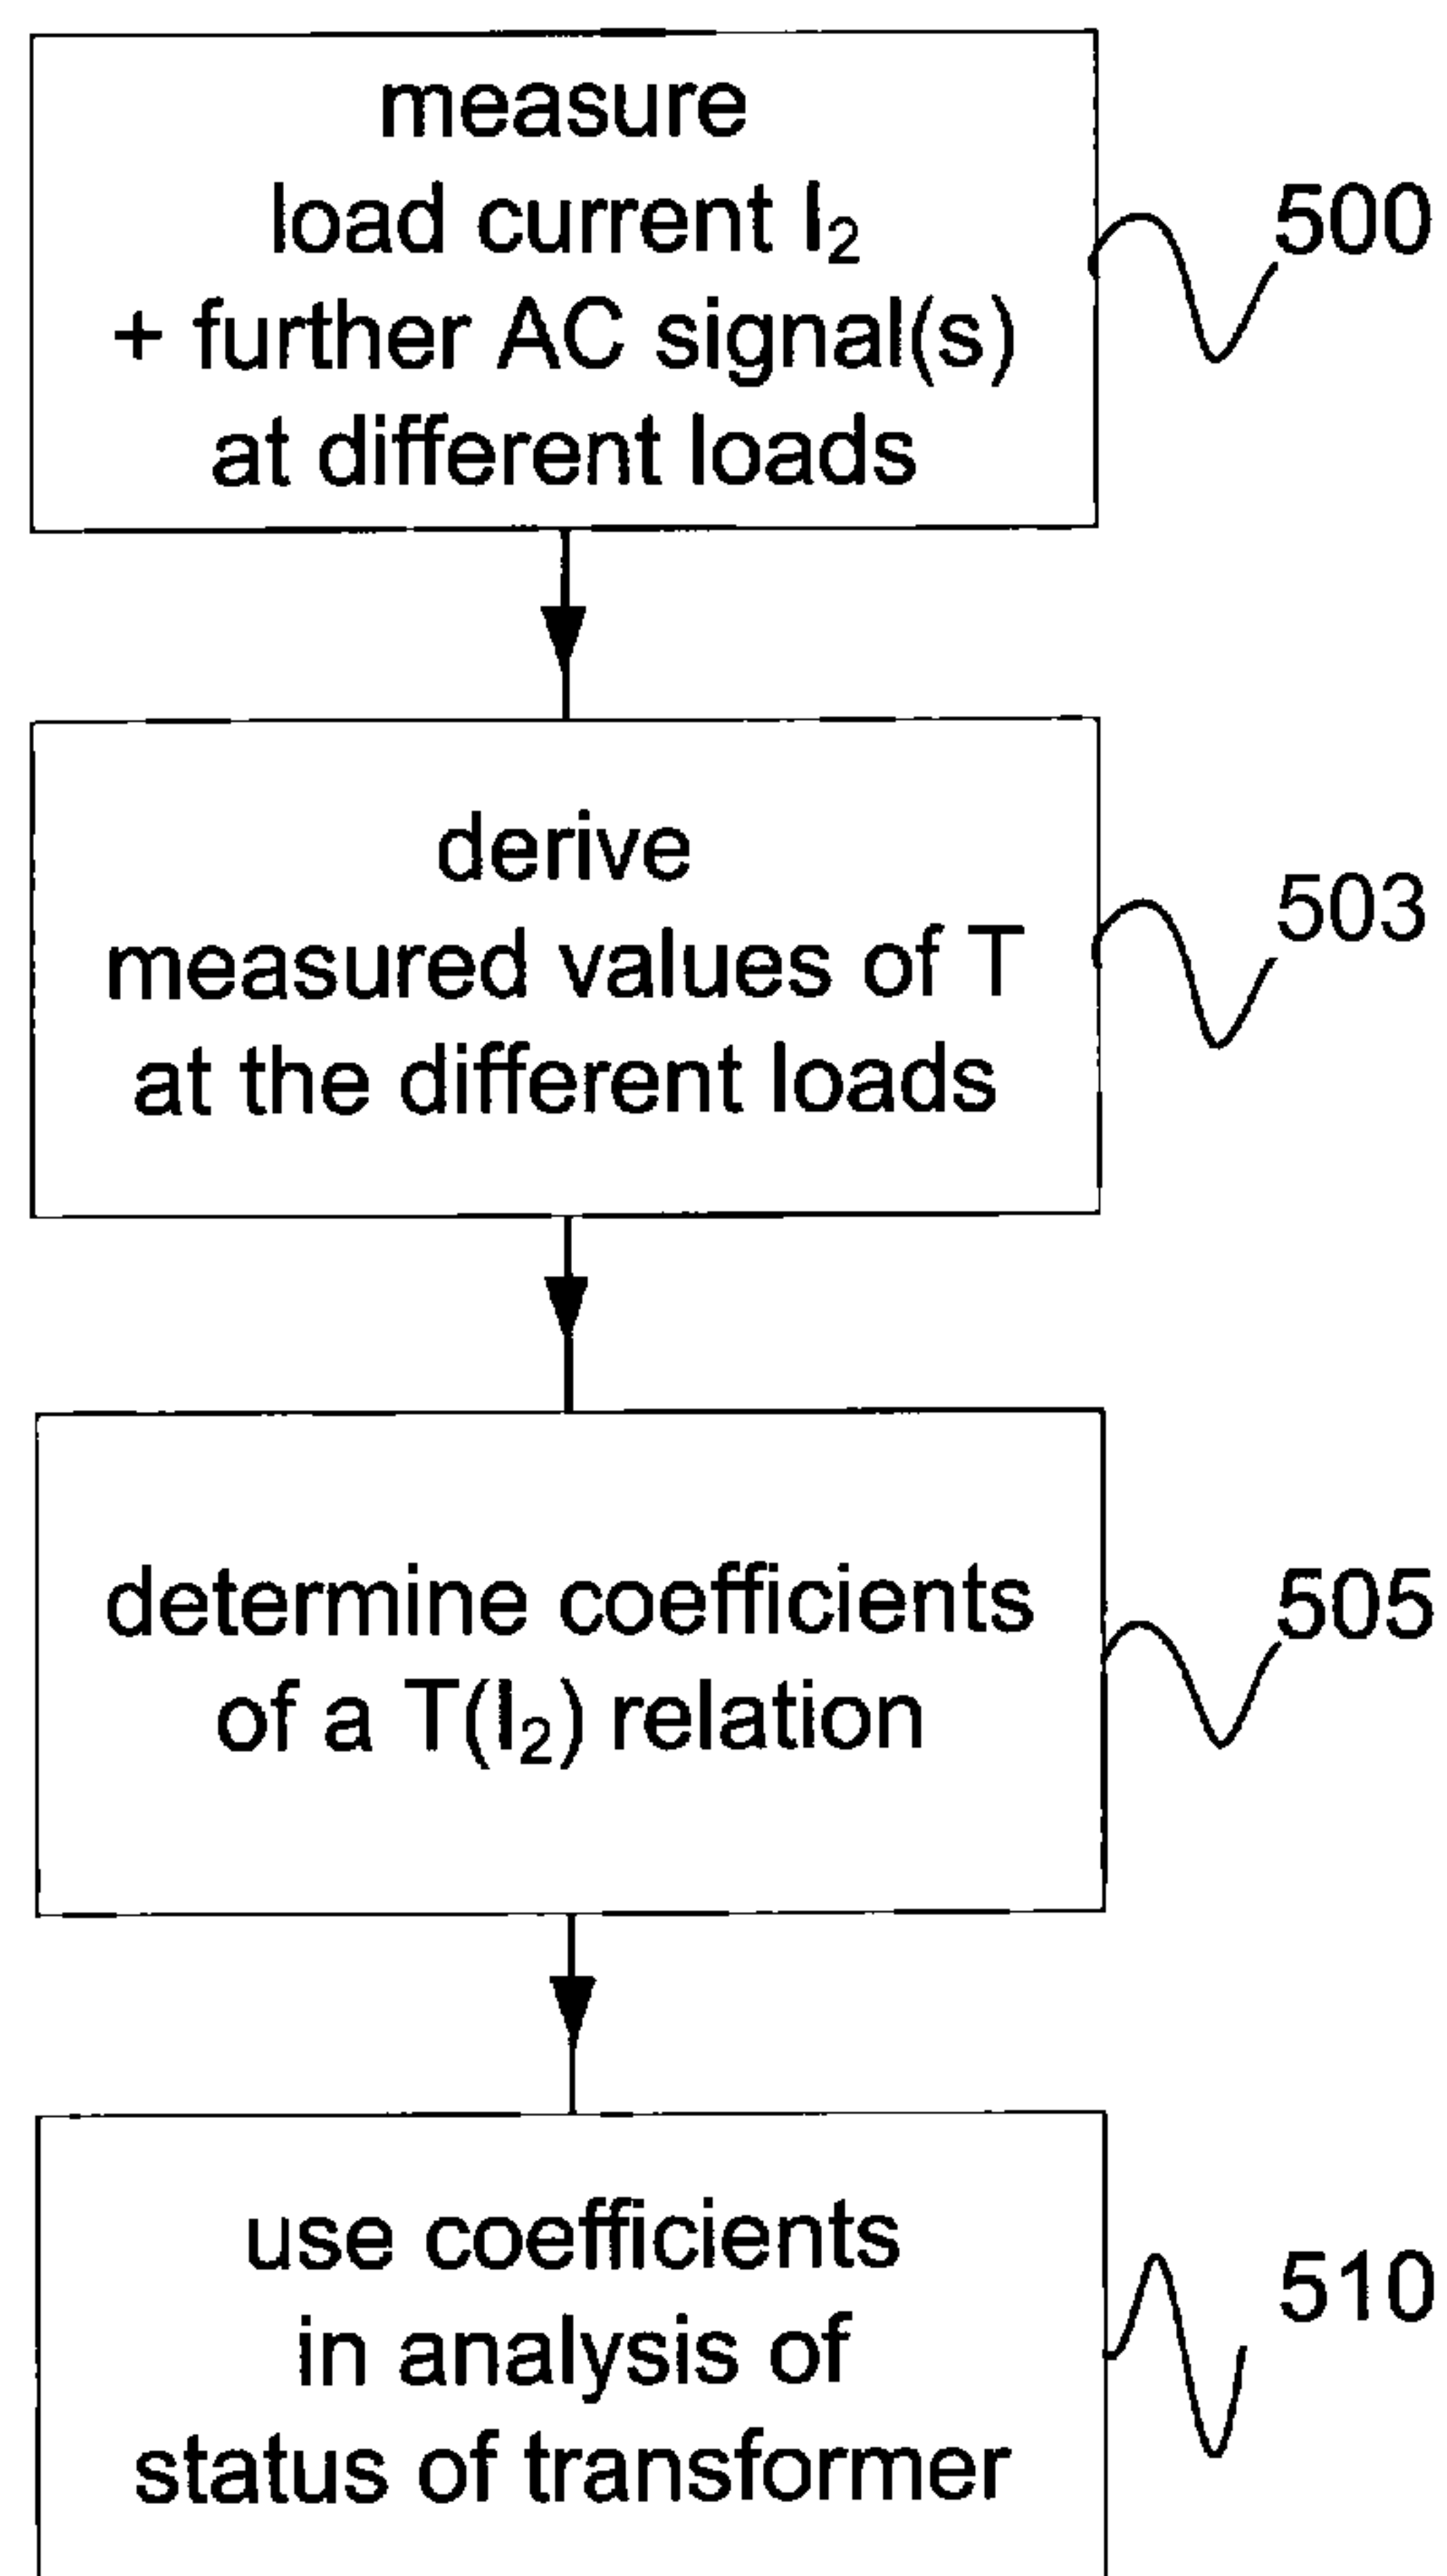 measure
load current I₂
+ further AC signal(s)
at different loads
500
derive
measured values of T
at the different loads
503
determine coefficients
of a T(I₂) relation
505
use coefficients
in analysis of
status of transformer
510